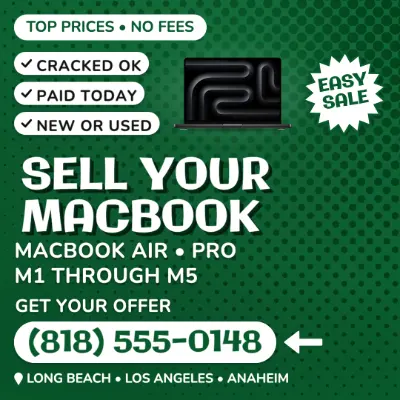 TOP PRICES • NO FEES
CRACKED OK
PAID TODAY
NEW OR USED
EASY
SALE
SELL YOUR
MACBOOK
MACBOOK AIR • PRO
M1 THROUGH M5
GET YOUR OFFER
(818) 555-0148
LONG BEACH • LOS ANGELES • ANAHEIM